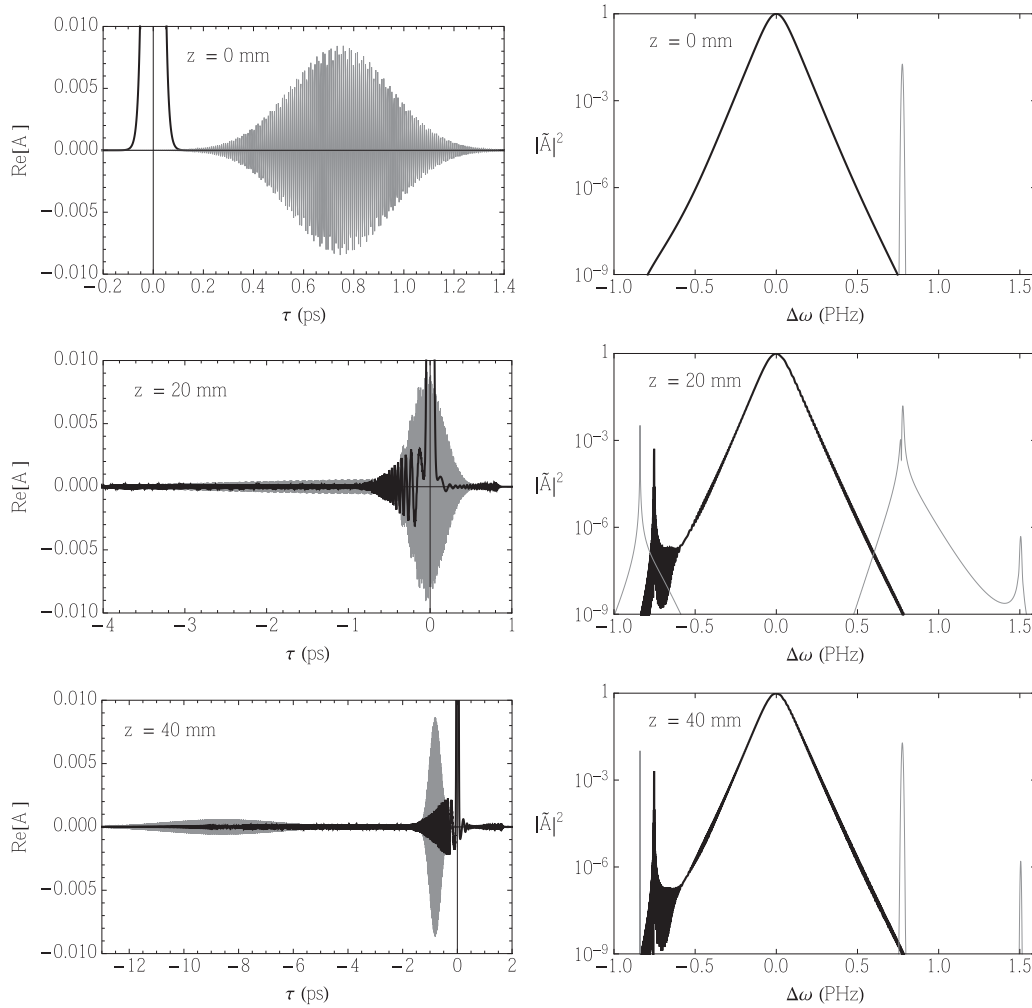 0.010
0.005
0.000
−0.005
−0.010
Re[A]
z = 0 mm
−0.2 0.0 0.2 0.4 0.6 0.8 1.0 1.2 1.4
τ (ps)
1
10⁻³
10⁻⁶
10⁻⁹
|Ã|²
z = 0 mm
−1.0 −0.5 0.0 0.5 1.0 1.5
Δω (PHz)
0.010
0.005
0.000
−0.005
−0.010
Re[A]
z = 20 mm
−4 −3 −2 −1 0 1
τ (ps)
1
10⁻³
10⁻⁶
10⁻⁹
|Ã|²
z = 20 mm
−1.0 −0.5 0.0 0.5 1.0 1.5
Δω (PHz)
0.010
0.005
0.000
−0.005
−0.010
Re[A]
z = 40 mm
−12 −10 −8 −6 −4 −2 0 2
τ (ps)
1
10⁻³
10⁻⁶
10⁻⁹
|Ã|²
z = 40 mm
−1.0 −0.5 0.0 0.5 1.0 1.5
Δω (PHz)